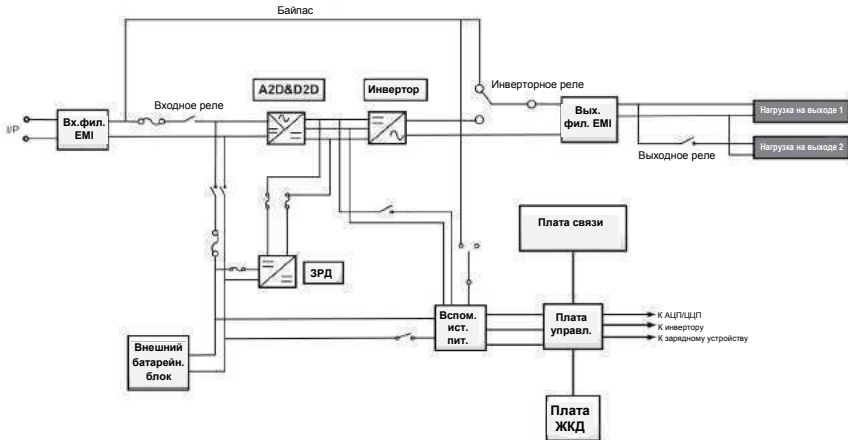 Байпас
A2D&D2D
Инвертор
Инверторное реле
Входное реле
I/P
Вх.фил.
EMI
Вых.
фил. EMI
Нагрузка на выходе 1
Нагрузка на выходе 2
Выходное реле
Плата связи
ЗРД
Вспом.
ист.
пит.
Плата
управл.
К АЦП/ЦЦП
К инвертору
К зарядному устройству
Внешний
батарейн.
блок
Плата
ЖКД